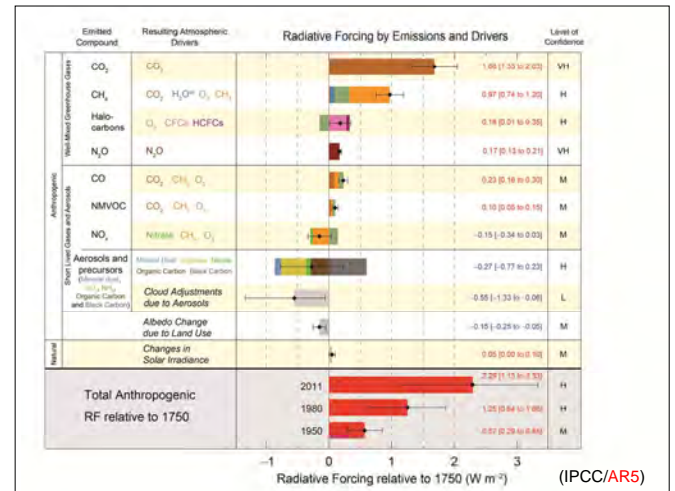 Emitted Compound
Resulting Atmospheric Drivers
Radiative Forcing by Emissions and Drivers
Level of Confidence
Anthropogenic
Well-Mixed Greenhouse Gases
CO₂ CO₂ 1.68 [1.33 to 2.03] VH
CH₄ CO₂ H₂Oˢᵗʳ O₃ CH₄ 0.97 [0.74 to 1.20] H
Halo-
carbons O₃ CFCs HCFCs 0.18 [0.01 to 0.35] H
N₂O N₂O 0.17 [0.13 to 0.21] VH
Short Lived Gases and Aerosols
CO CO₂ CH₄ O₃ 0.23 [0.16 to 0.30] M
NMVOC CO₂ CH₄ O₃ 0.10 [0.05 to 0.15] M
NOₓ Nitrate CH₄ O₃ −0.15 [−0.34 to 0.03] M
Aerosols and
precursors
(Mineral dust,
SO₂, NH₃,
Organic Carbon
and Black Carbon)
Mineral Dust Sulphate Nitrate
Organic Carbon Black Carbon
−0.27 [−0.77 to 0.23] H
Cloud Adjustments
due to Aerosols −0.55 [−1.33 to −0.06] L
Albedo Change
due to Land Use −0.15 [−0.25 to −0.05] M
Natural
Changes in
Solar Irradiance 0.05 [0.00 to 0.10] M
Total Anthropogenic
RF relative to 1750
2011 2.29 [1.13 to 3.33] H
1980 1.25 [0.64 to 1.86] H
1950 0.57 [0.29 to 0.85] M
−1 0 1 2 3
Radiative Forcing relative to 1750 (W m⁻²)
(IPCC/AR5)